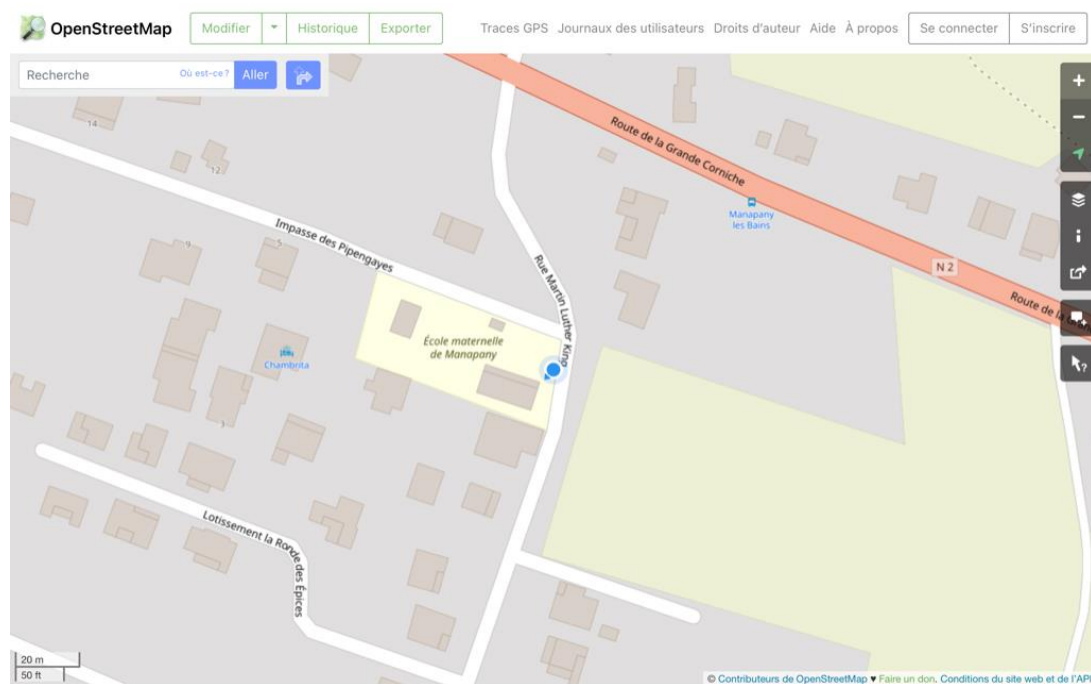 OpenStreetMap
Modifier
Historique
Exporter
Traces GPS
Journaux des utilisateurs
Droits d'auteur
Aide
À propos
Se connecter
S'inscrire
Recherche
Où est-ce ?
Aller
14
12
Route de la Grande Corniche
Manapany
les Bains
Impasse des Pipengayes
9
5
Rue Martin Luther King
N 2
Route de la
École maternelle
de Manapany
Chambrita
3
Lotissement la Ronde des Épices
20 m
50 ft
© Contributeurs de OpenStreetMap ♥ Faire un don. Conditions du site web et de l'API